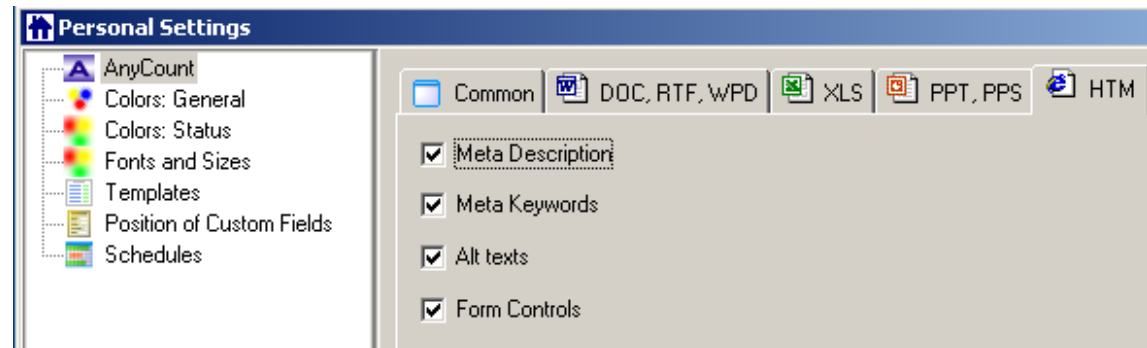 Personal Settings
AnyCount
Colors: General
Colors: Status
Fonts and Sizes
Templates
Position of Custom Fields
Schedules
Common DOC, RTF, WPD XLS PPT, PPS HTM
Meta Description
Meta Keywords
Alt texts
Form Controls